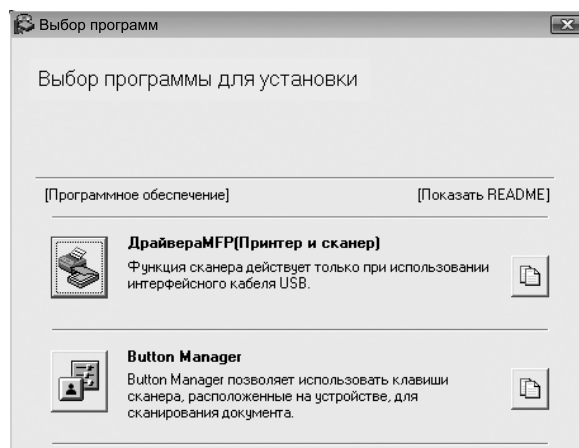 Выбор программ
Выбор программы для установки
[Программное обеспечение] [Показать README]
ДрайвераMFP(Принтер и сканер)
Функция сканера действует только при использовании
интерфейсного кабеля USB.
Button Manager
Button Manager позволяет использовать клавиши
сканера, расположенные на устройстве, для
сканирования документа.